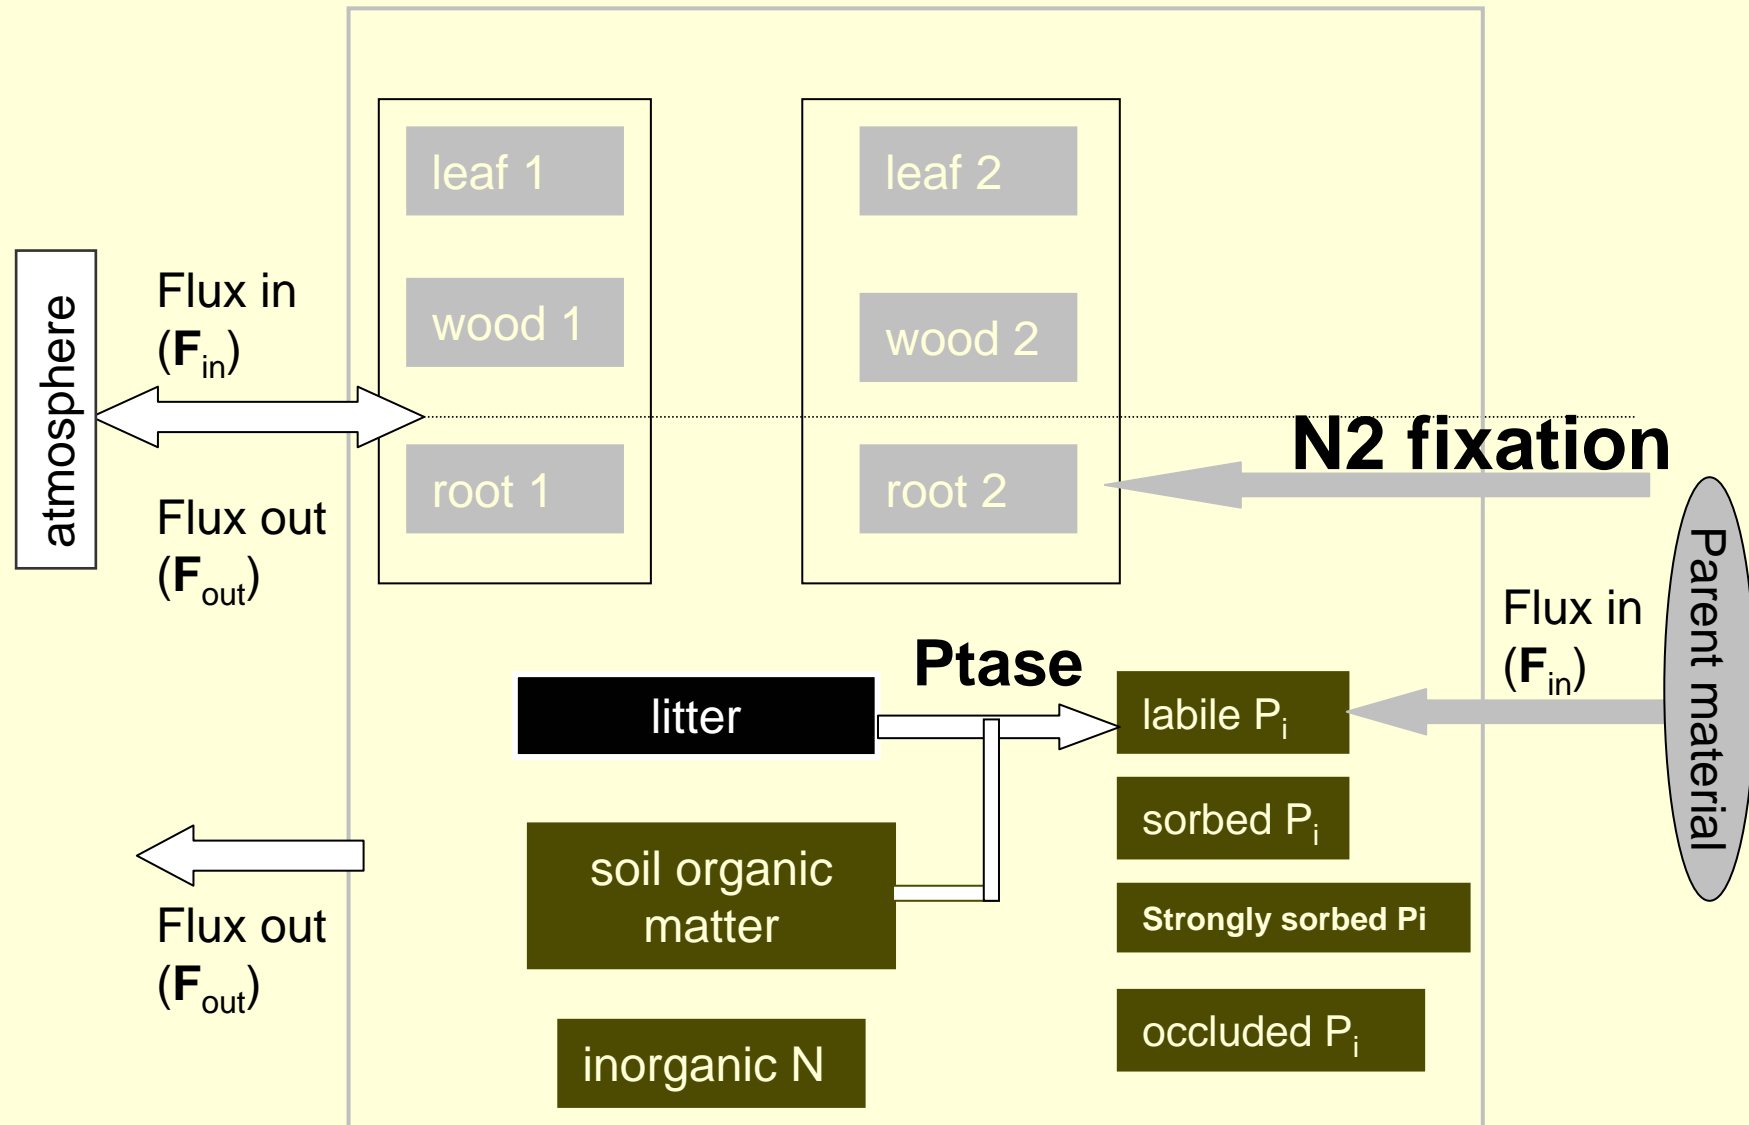 leaf 1
leaf 2
atmosphere
Flux in
(Fin)
wood 1
wood 2
N2 fixation
root 1
root 2
Flux out
(Fout)
Parent material
Flux in
(Fin)
Ptase
litter
labile Pi
sorbed Pi
soil organic
matter
Strongly sorbed Pi
Flux out
(Fout)
occluded Pi
inorganic N